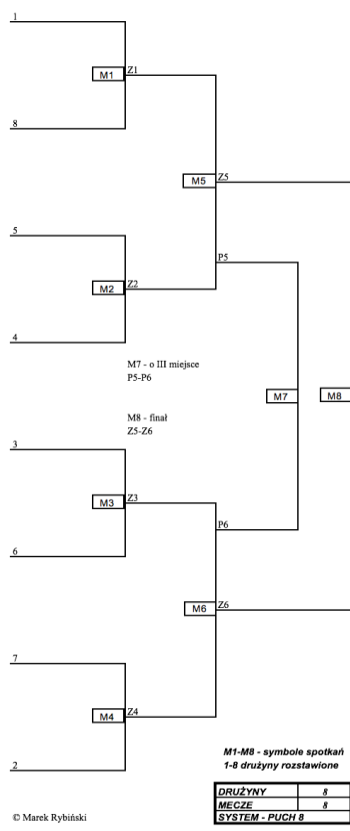 1
M1 Z1
8
M5 Z5
5
P5
M2 Z2
4
M7 - o III miejsce
P5-P6
M7 M8
M8 - finał
Z5-Z6
3
M3 Z3
P6
6
M6 Z6
7
M4 Z4
M1-M8 - symbole spotkań
1-8 drużyny rozstawione
2
DRUŻYNY 8
MECZE 8
SYSTEM - PUCH 8
© Marek Rybiński